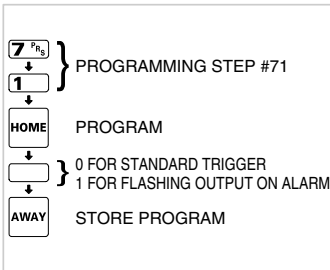 7 PRS
1
PROGRAMMING STEP #71
HOME
PROGRAM
0 FOR STANDARD TRIGGER
1 FOR FLASHING OUTPUT ON ALARM
AWAY
STORE PROGRAM